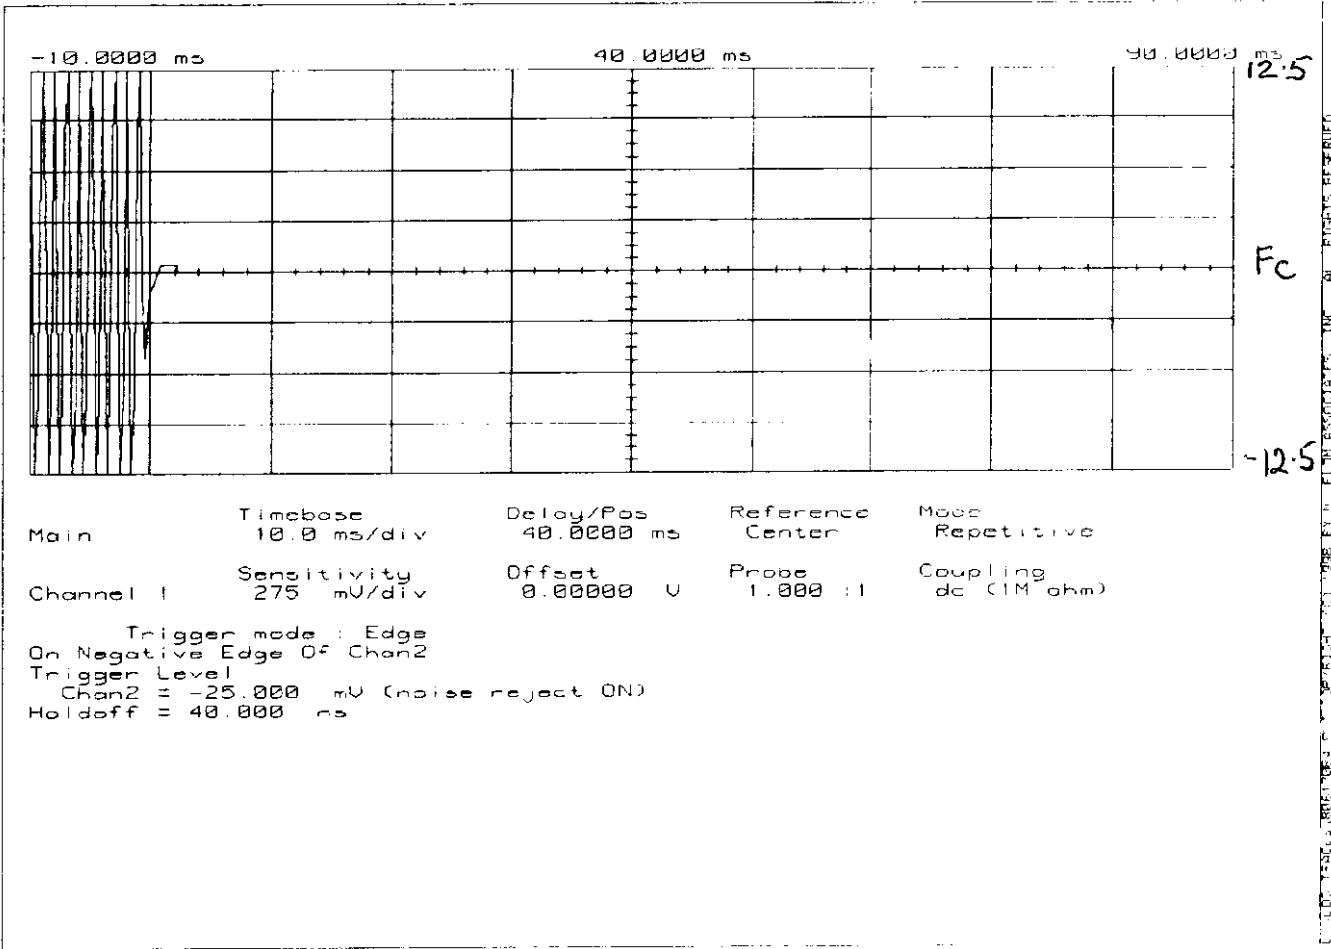 -10.0000 ms 40.0000 ms 90.0000 ms
12.5
Fc
-12.5
Timebase Delay/Pos Reference Mode
Main 10.0 ms/div 40.0000 ms Center Repetitive
Sensitivity Offset Probe Coupling
Channel 1 275 mV/div 0.00000 V 1.000 :1 dc (1M ohm)
Trigger mode : Edge
On Negative Edge Of Chan2
Trigger Level
Chan2 = -25.000 mV (noise reject ON)
Holdoff = 40.000 ns